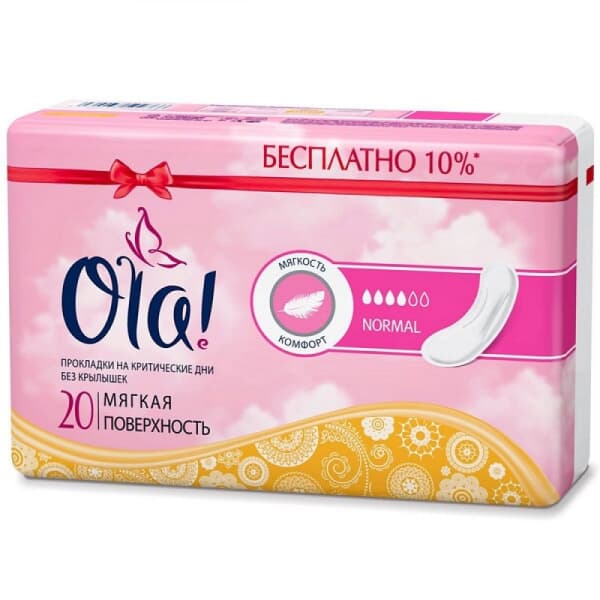 БЕСПЛАТНО 10%*
Ola!
МЯГКОСТЬ
КОМФОРТ
NORMAL
ПРОКЛАДКИ НА КРИТИЧЕСКИЕ ДНИ
БЕЗ КРЫЛЫШЕК
20 МЯГКАЯ
ПОВЕРХНОСТЬ